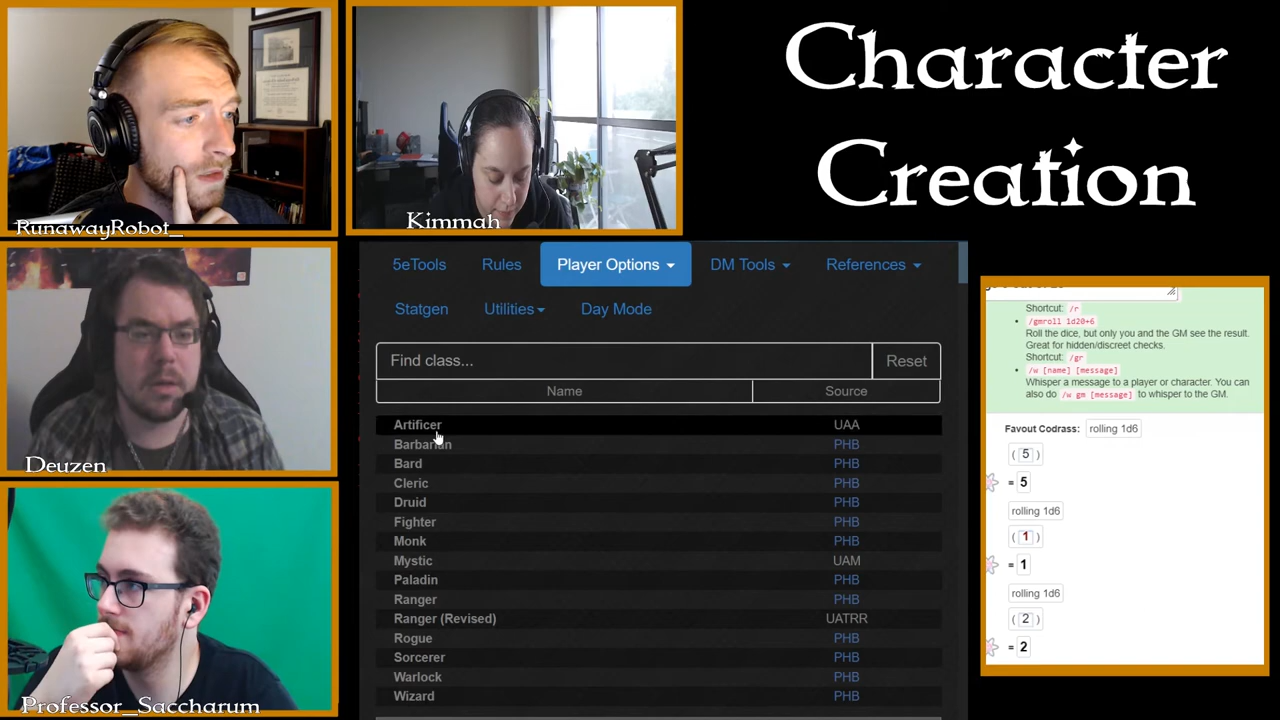 Character
Creation
RunawayRobot_
Kimmah
Deuzen
Professor_Saccharum
5eTools Rules Player Options DM Tools References
Statgen Utilities Day Mode
Find class... Reset
Name Source
Artificer UAA
Barbarian PHB
Bard PHB
Cleric PHB
Druid PHB
Fighter PHB
Monk PHB
Mystic UAM
Paladin PHB
Ranger PHB
Ranger (Revised) UATRR
Rogue PHB
Sorcerer PHB
Warlock PHB
Wizard PHB
Shortcut: /r
/gmroll 1d20+6
Roll the dice, but only you and the GM see the result.
Great for hidden/discreet checks.
Shortcut: /gr
/w [name] [message]
Whisper a message to a player or character. You can
also do /w gm [message] to whisper to the GM.
Favout Codrass: rolling 1d6
(5)
= 5
rolling 1d6
(1)
= 1
rolling 1d6
(2)
= 2